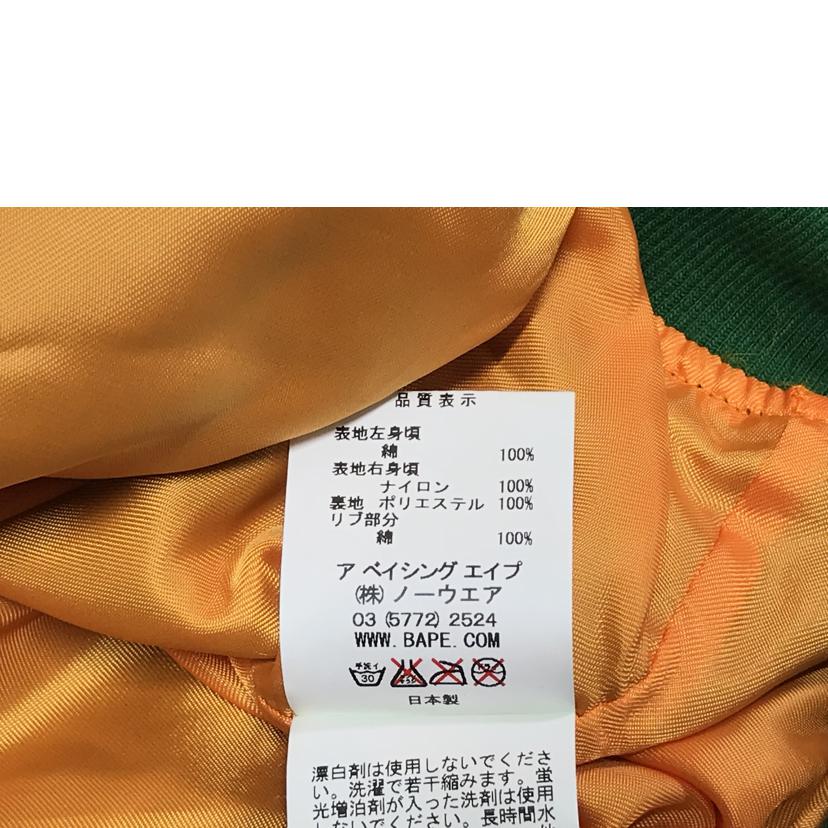 品質表示
表地左身頃
綿 100%
表地右身頃
ナイロン 100%
裏地 ポリエステル 100%
リブ部分
綿 100%
ア ベイシング エイプ
(株) ノーウエア
03 (5772) 2524
WWW.BAPE.COM
手洗イ
30
日本製
漂白剤は使用しないでくださ
い。洗濯で若干縮みます。蛍
光増泊剤が入った洗剤は使用
しないでください。長時間水